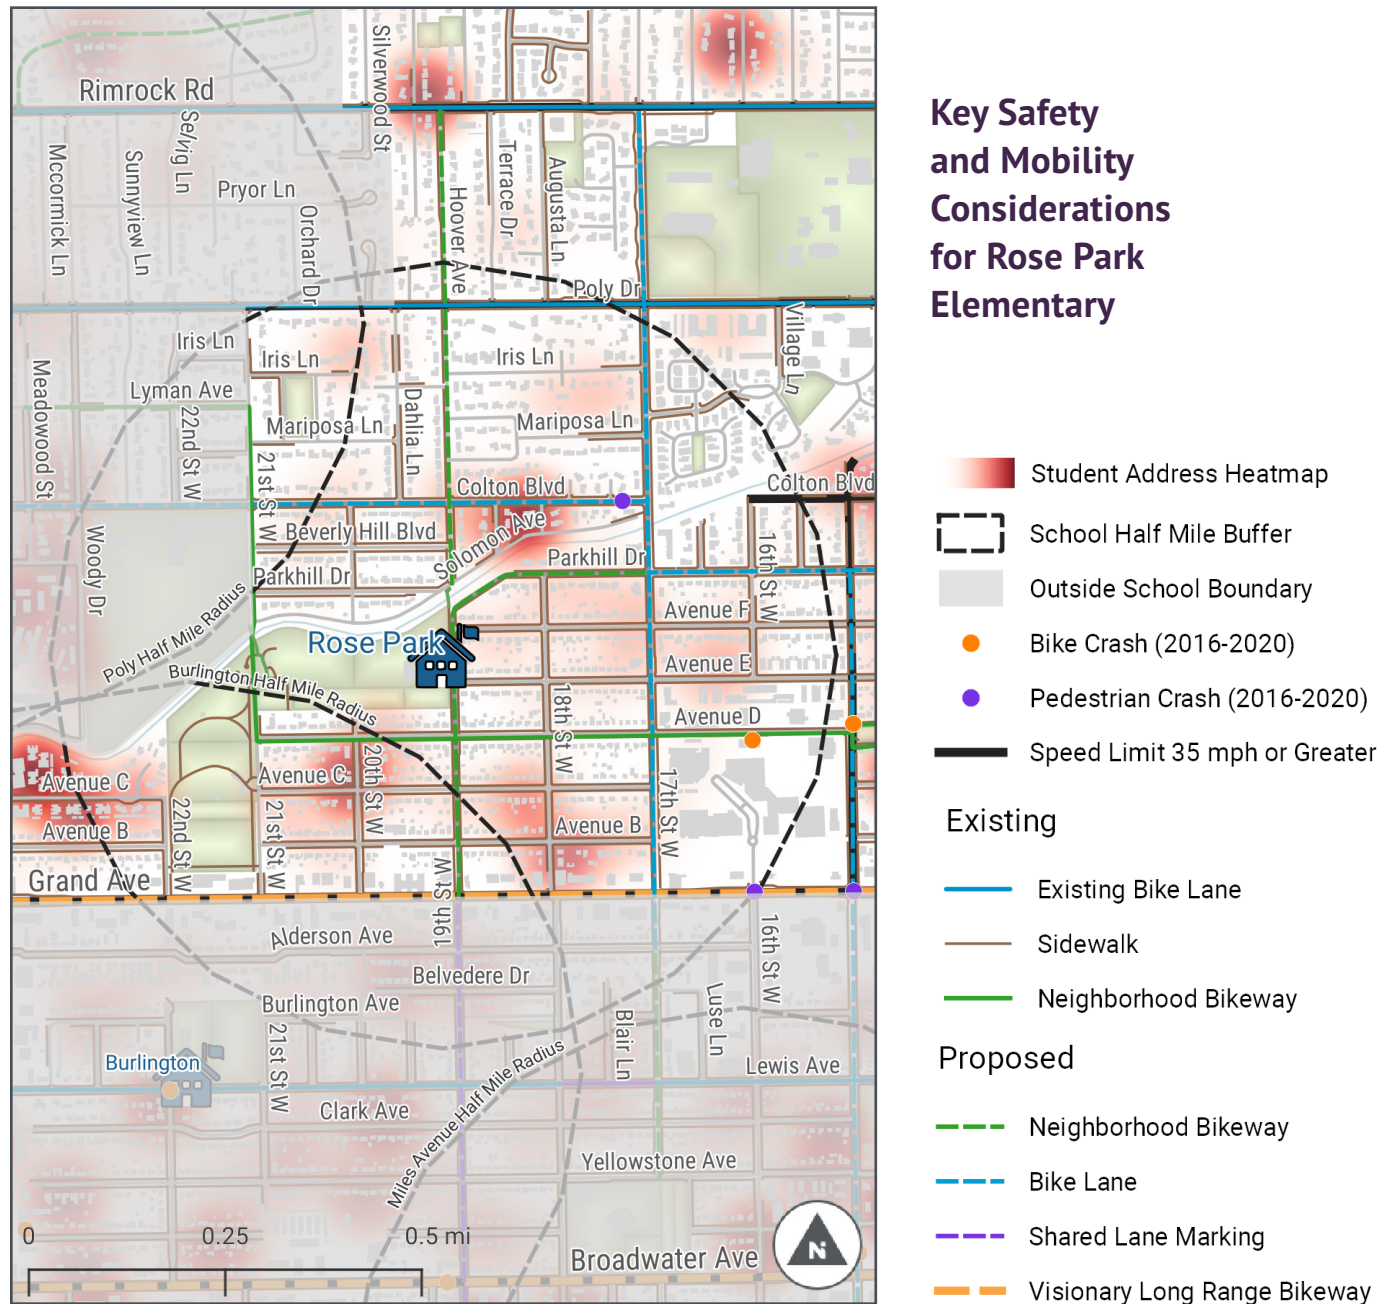 Key Safety
and Mobility
Considerations
for Rose Park
Elementary
Student Address Heatmap
School Half Mile Buffer
Outside School Boundary
Bike Crash (2016-2020)
Pedestrian Crash (2016-2020)
Speed Limit 35 mph or Greater
Existing
Existing Bike Lane
Sidewalk
Neighborhood Bikeway
Proposed
Neighborhood Bikeway
Bike Lane
Shared Lane Marking
Visionary Long Range Bikeway
Rimrock Rd
Silverwood St
Mccormick Ln
Sunnyview Ln
Selvig Ln
Pryor Ln
Orchard Dr
Hoover Ave
Terrace Dr
Augusta Ln
Poly Dr
Village Ln
Iris Ln
Iris Ln
Iris Ln
Meadowood St
Lyman Ave
22nd St W
Mariposa Ln
Dahlia Ln
Mariposa Ln
21st St W
Colton Blvd
Colton Blvd
Beverly Hill Blvd
Solomon Ave
Woody Dr
Parkhill Dr
Parkhill Dr
16th St W
Avenue F
Poly Half Mile Radius
Rose Park
Avenue E
Burlington Half Mile Radius
18th St W
Avenue D
Avenue C
Avenue C
20th St W
17th St W
Avenue B
22nd St W
21st St W
Avenue B
Grand Ave
19th St W
Alderson Ave
16th St W
Belvedere Dr
Burlington Ave
21st St W
Blair Ln
Luse Ln
Burlington
Lewis Ave
Clark Ave
Miles Avenue Half Mile Radius
Yellowstone Ave
0
0.25
0.5 mi
Broadwater Ave
N